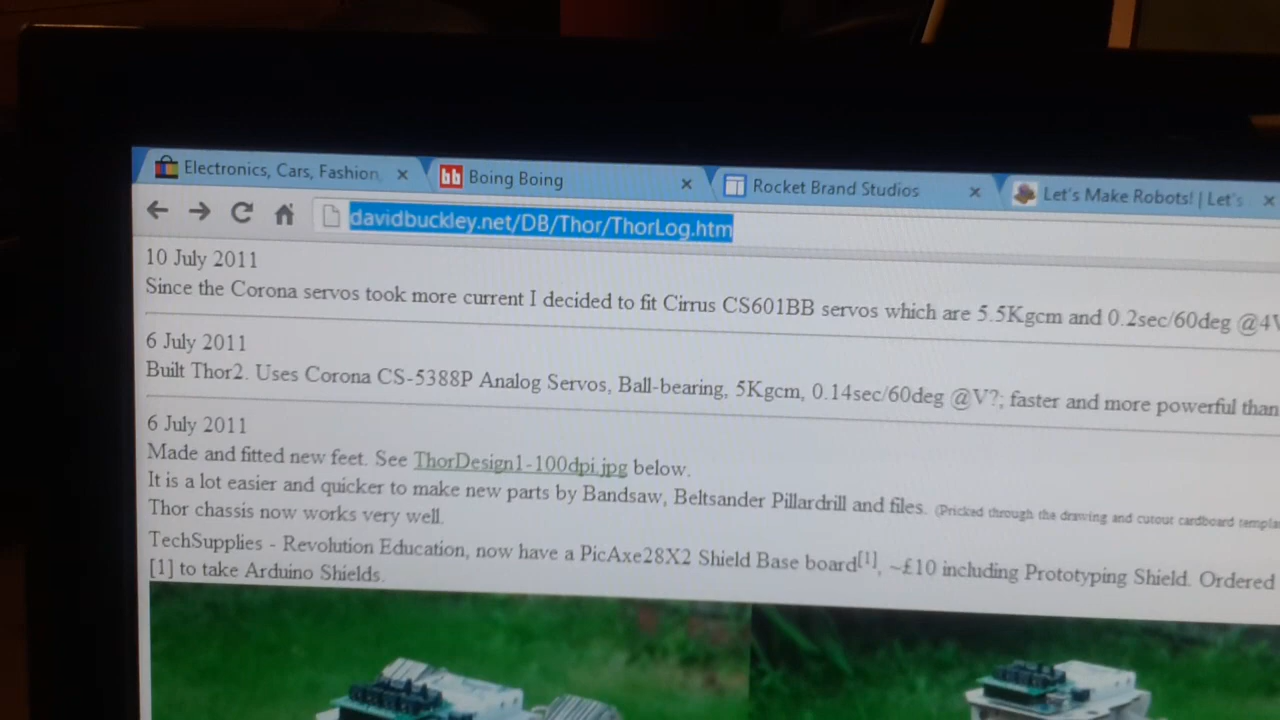 Electronics, Cars, Fashion,
Boing Boing
Rocket Brand Studios
Let's Make Robots! | Let's
davidbuckley.net/DB/Thor/ThorLog.htm
10 July 2011
Since the Corona servos took more current I decided to fit Cirrus CS601BB servos which are 5.5Kgcm and 0.2sec/60deg @4V
6 July 2011
Built Thor2. Uses Corona CS-5388P Analog Servos, Ball-bearing, 5Kgcm, 0.14sec/60deg @V?; faster and more powerful than
6 July 2011
Made and fitted new feet. See ThorDesign1-100dpi.jpg below.
It is a lot easier and quicker to make new parts by Bandsaw, Beltsander Pillardrill and files. (Pricked through the drawing and cutout cardboard templa
Thor chassis now works very well.
TechSupplies - Revolution Education, now have a PicAxe28X2 Shield Base board[1], ~£10 including Prototyping Shield. Ordered
[1] to take Arduino Shields.